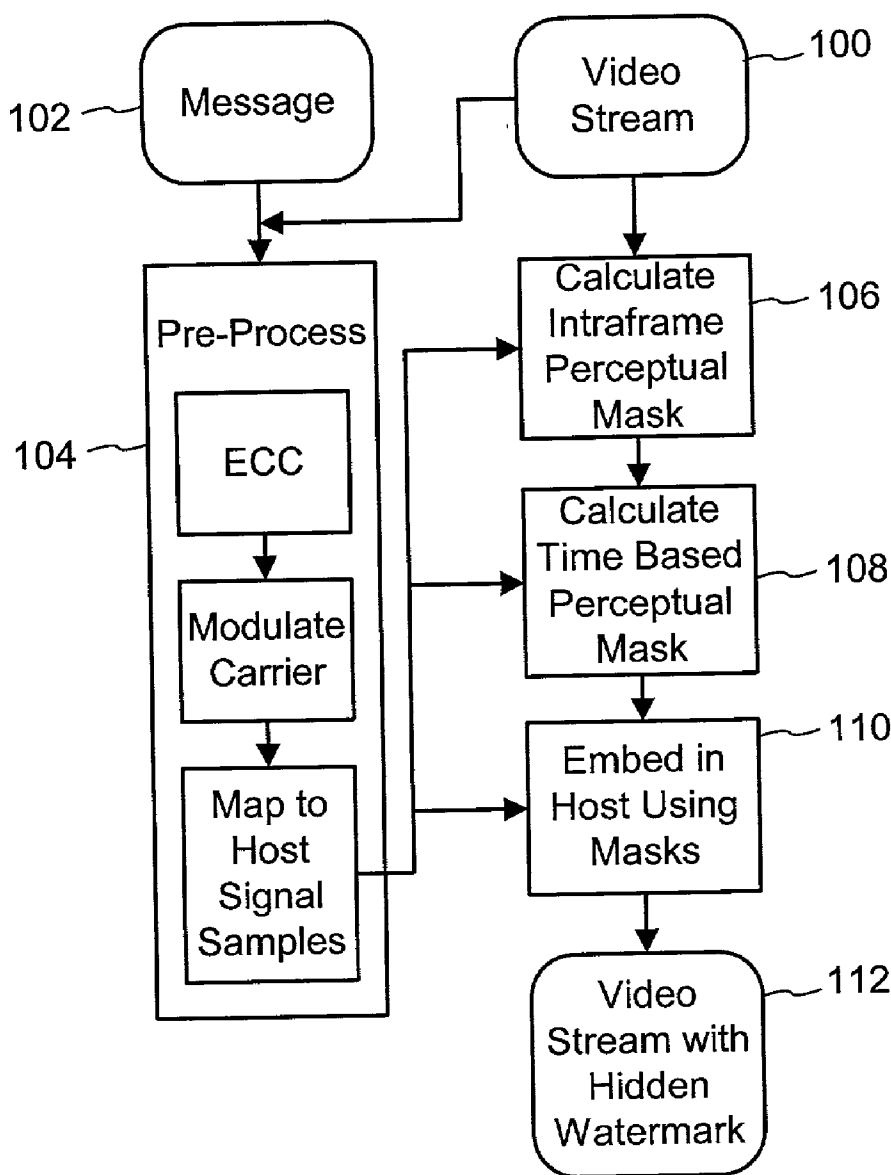 102
Message
Video
Stream
100
Pre-Process
104
ECC
Modulate
Carrier
Map to
Host
Signal
Samples
Calculate
Intraframe
Perceptual
Mask
106
Calculate
Time Based
Perceptual
Mask
108
Embed in
Host Using
Masks
110
Video
Stream with
Hidden
Watermark
112